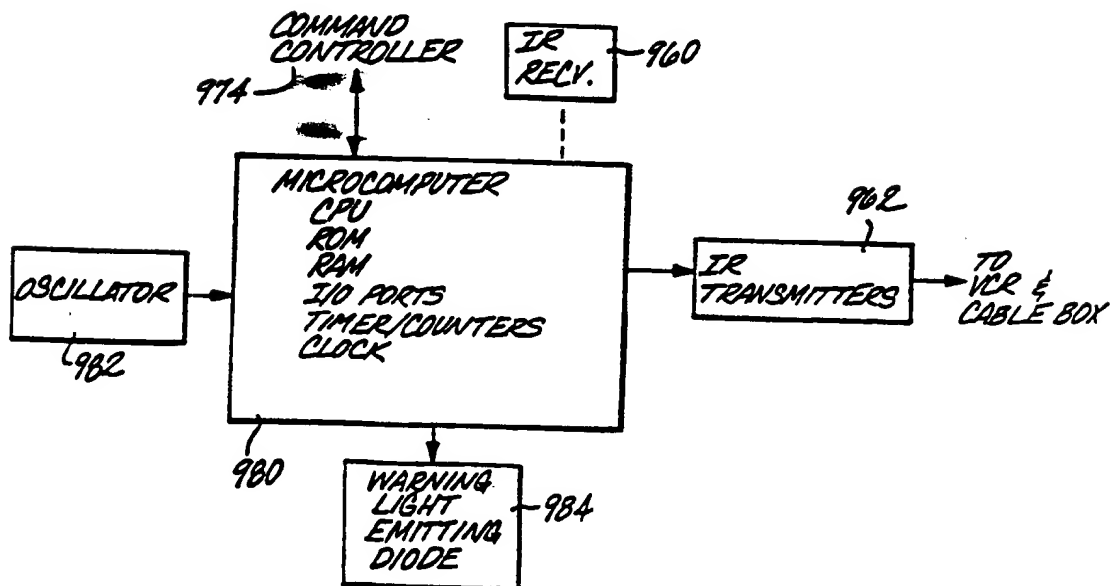 COMMAND
CONTROLLER
974
IR
RECV.
960
MICROCOMPUTER
CPU
ROM
RAM
I/O PORTS
TIMER/COUNTERS
CLOCK
980
OSCILLATOR
982
962
IR
TRANSMITTERS
TO
VCR &
CABLE BOX
WARNING
LIGHT
EMITTING
DIODE
984